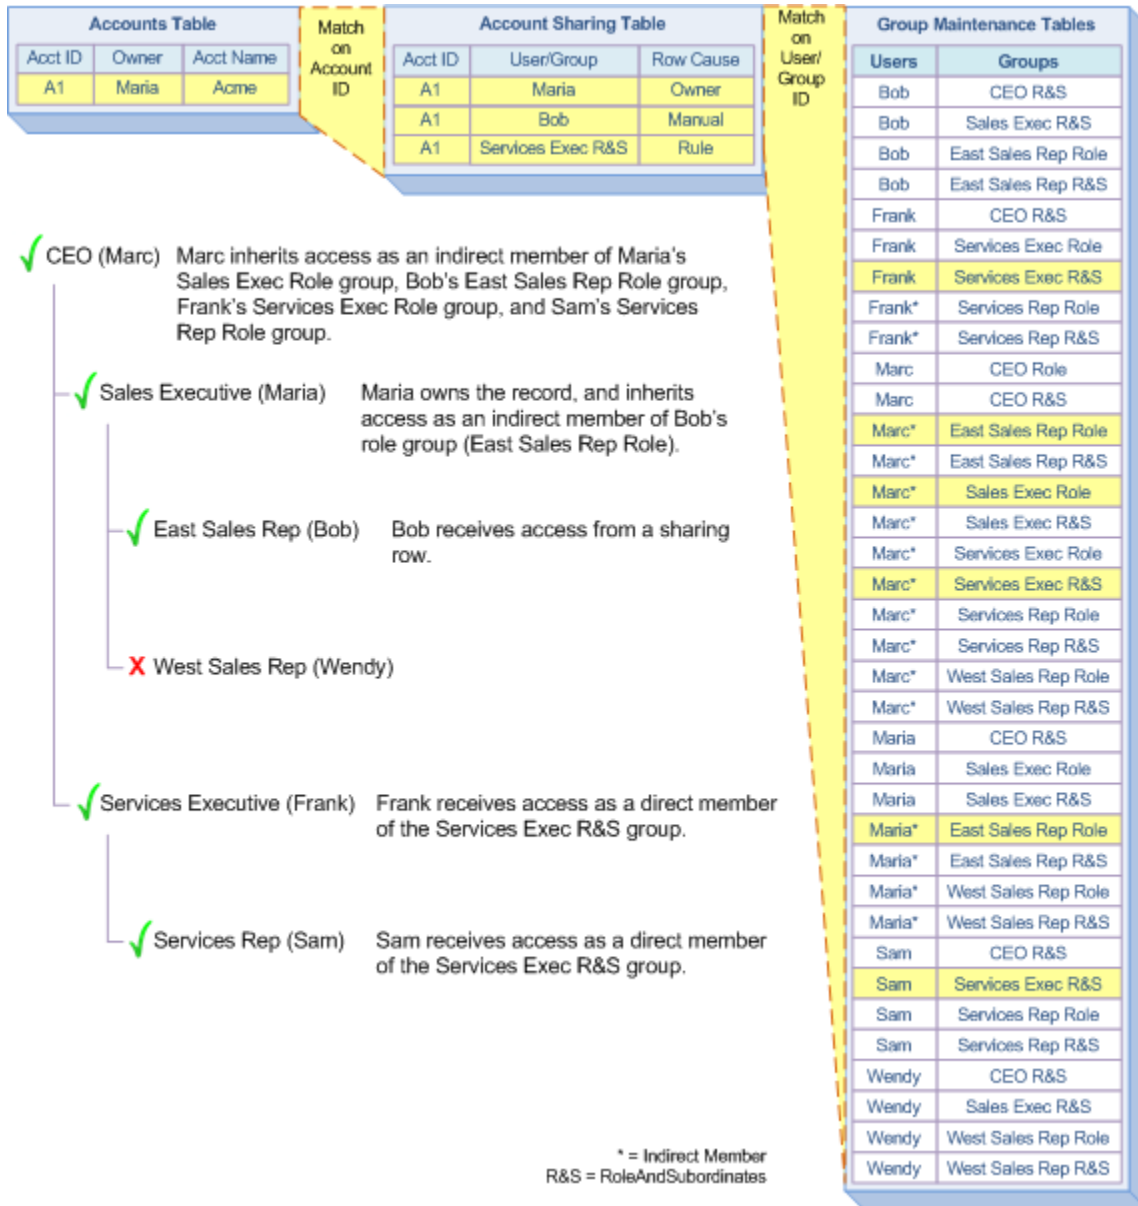 Accounts Table
Acct ID Owner Acct Name
A1 Maria Acme
Match
on
Account
ID
Account Sharing Table
Acct ID User/Group Row Cause
A1 Maria Owner
A1 Bob Manual
A1 Services Exec R&S Rule
Match
on
User/
Group
ID
Group Maintenance Tables
Users Groups
Bob CEO R&S
Bob Sales Exec R&S
Bob East Sales Rep Role
Bob East Sales Rep R&S
Frank CEO R&S
Frank Services Exec Role
Frank Services Exec R&S
Frank* Services Rep Role
Frank* Services Rep R&S
Marc CEO Role
Marc CEO R&S
Marc* East Sales Rep Role
Marc* East Sales Rep R&S
Marc* Sales Exec Role
Marc* Sales Exec R&S
Marc* Services Exec Role
Marc* Services Exec R&S
Marc* Services Rep Role
Marc* Services Rep R&S
Marc* West Sales Rep Role
Marc* West Sales Rep R&S
Maria CEO R&S
Maria Sales Exec Role
Maria Sales Exec R&S
Maria* East Sales Rep Role
Maria* East Sales Rep R&S
Maria* West Sales Rep Role
Maria* West Sales Rep R&S
Sam CEO R&S
Sam Services Exec R&S
Sam Services Rep Role
Sam Services Rep R&S
Wendy CEO R&S
Wendy Sales Exec R&S
Wendy West Sales Rep Role
Wendy West Sales Rep R&S
CEO (Marc) Marc inherits access as an indirect member of Maria's
Sales Exec Role group, Bob's East Sales Rep Role group,
Frank's Services Exec Role group, and Sam's Services
Rep Role group.
Sales Executive (Maria) Maria owns the record, and inherits
access as an indirect member of Bob's
role group (East Sales Rep Role).
East Sales Rep (Bob) Bob receives access from a sharing
row.
X West Sales Rep (Wendy)
Services Executive (Frank) Frank receives access as a direct member
of the Services Exec R&S group.
Services Rep (Sam) Sam receives access as a direct member
of the Services Exec R&S group.
* = Indirect Member
R&S = RoleAndSubordinates